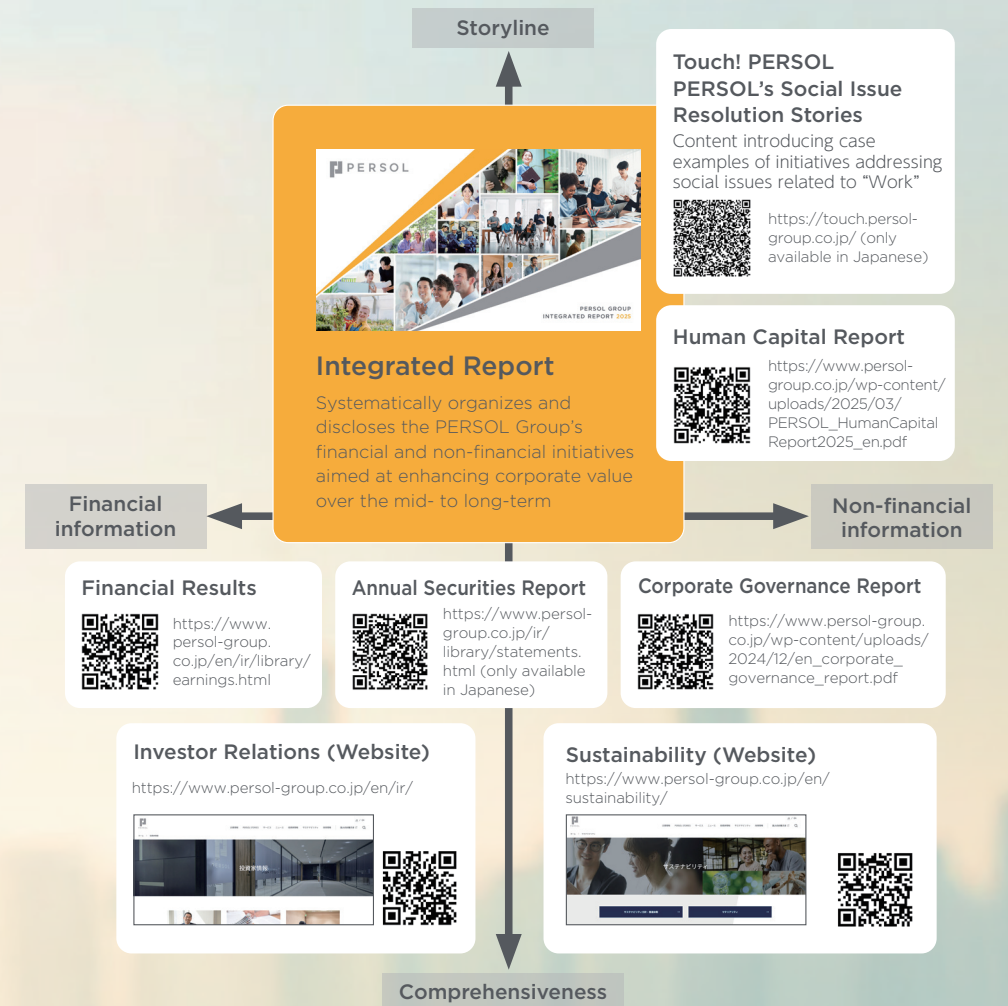 Storyline
Touch! PERSOL
PERSOL's Social Issue
Resolution Stories
Content introducing case
examples of initiatives addressing
social issues related to “Work”
https://touch.persol-
group.co.jp/ (only
available in Japanese)
PERSOL
PERSOL GROUP
INTEGRATED REPORT 2025
Integrated Report
Systematically organizes and
discloses the PERSOL Group's
financial and non-financial initiatives
aimed at enhancing corporate value
over the mid- to long-term
Human Capital Report
https://www.persol-
group.co.jp/wp-content/
uploads/2025/03/
PERSOL_HumanCapital
Report2025_en.pdf
Financial
information
Non-financial
information
Financial Results
https://www.
persol-group.
co.jp/en/ir/library/
earnings.html
Annual Securities Report
https://www.persol-
group.co.jp/ir/
library/statements.
html (only available
in Japanese)
Corporate Governance Report
https://www.persol-group.
co.jp/wp-content/uploads/
2024/12/en_corporate_
governance_report.pdf
Investor Relations (Website)
https://www.persol-group.co.jp/en/ir/
投資家情報
Sustainability (Website)
https://www.persol-group.co.jp/en/
sustainability/
サステナビリティ
Comprehensiveness